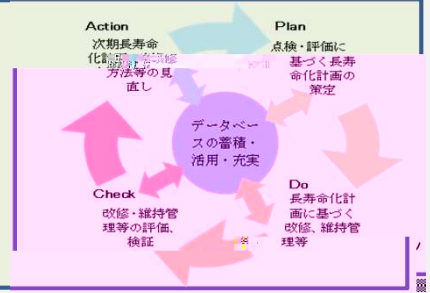 Action
次期長寿命
化計画
方法等の見
直し
Plan
点検・評価に
基づく長寿
命化計画の
策定
データベー
スの蓄積・
活用・充実
Check
改修・維持管
理等の評価、
検証
Do
長寿命化計
画に基づく
改修、維持管
理等